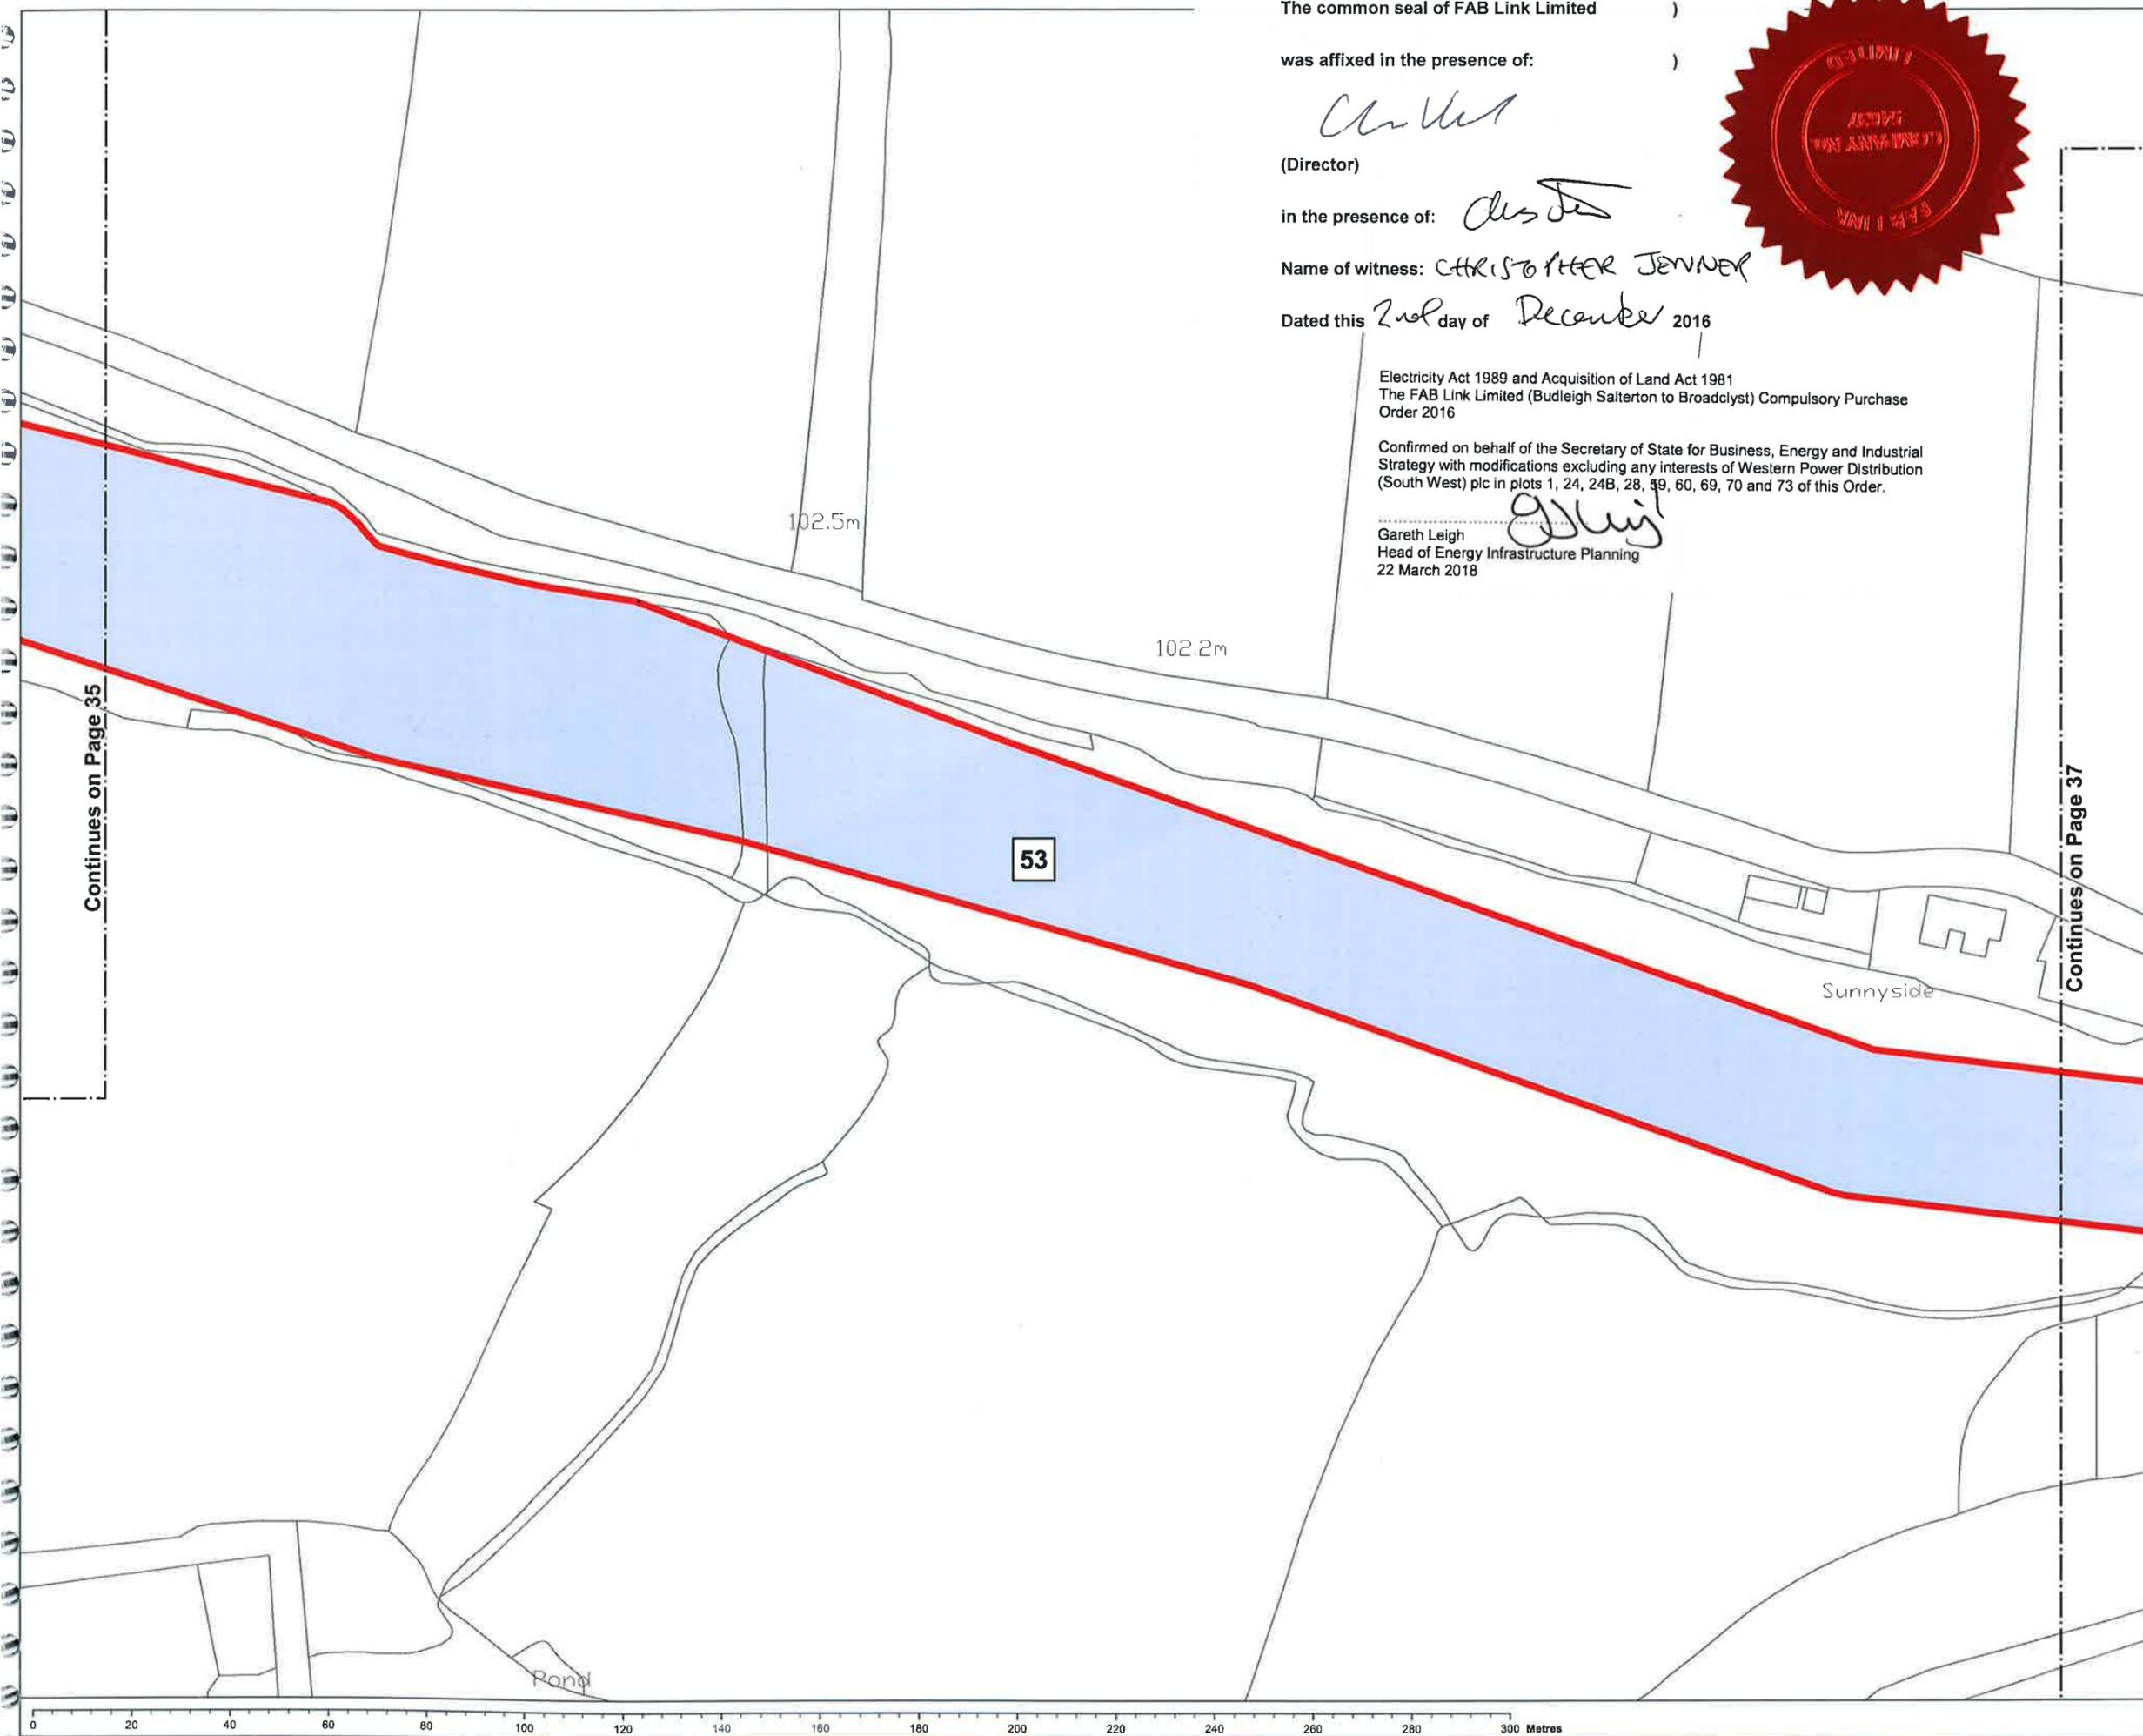 The common seal of FAB Link Limited )
was affixed in the presence of: )
(Director)
in the presence of:
Name of witness: CHRISTOPHER JENNER
Dated this 2nd day of December 2016
FAB LINK
LIMITED
COMPANY NO.
Electricity Act 1989 and Acquisition of Land Act 1981
The FAB Link Limited (Budleigh Salterton to Broadclyst) Compulsory Purchase
Order 2016
Confirmed on behalf of the Secretary of State for Business, Energy and Industrial
Strategy with modifications excluding any interests of Western Power Distribution
(South West) plc in plots 1, 24, 24B, 28, 59, 60, 69, 70 and 73 of this Order.
Gareth Leigh
Head of Energy Infrastructure Planning
22 March 2018
102.5m
102.2m
Continues on Page 35
53
Continues on Page 37
Sunnyside
Pond
0 20 40 60 80 100 120 140 160 180 200 220 240 260 280 300 Metres